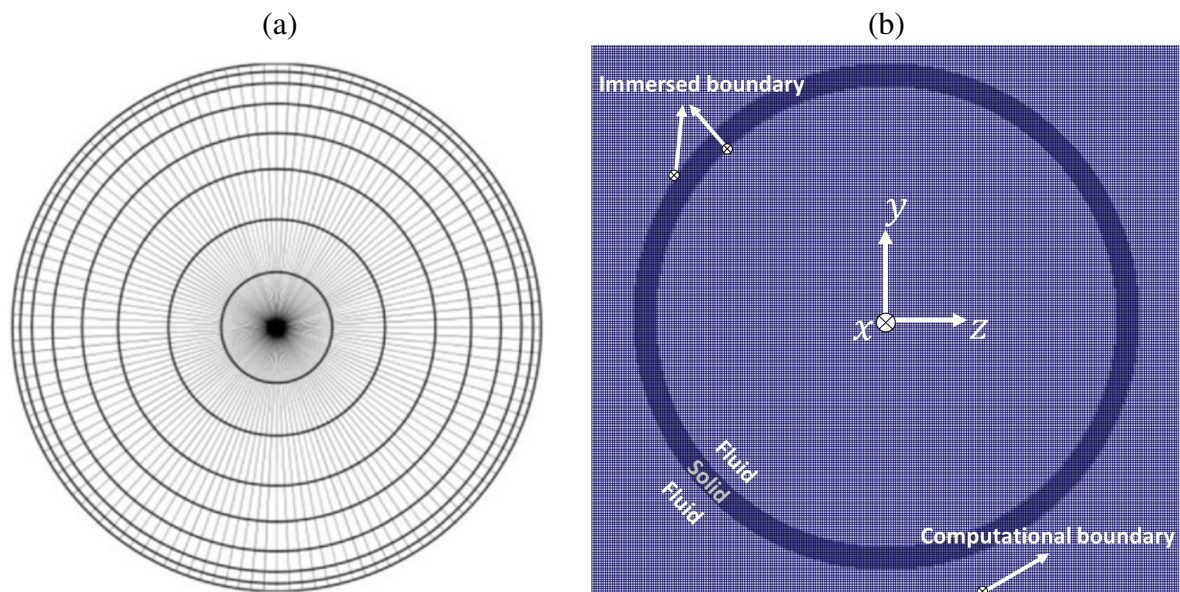 (a)
(b)
Immersed boundary
y
x
z
Fluid
Solid
Fluid
Computational boundary